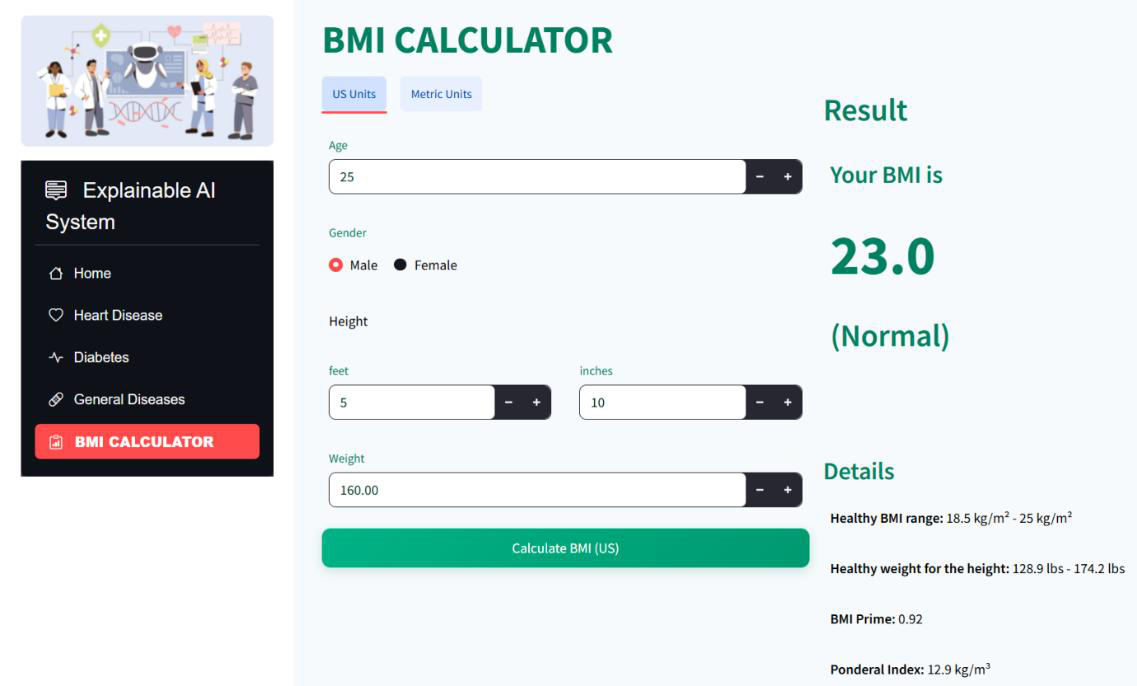 Explainable AI
System
Home
Heart Disease
Diabetes
General Diseases
BMI CALCULATOR
BMI CALCULATOR
US Units
Metric Units
Age
25
− +
Gender
Male
Female
Height
feet
5
− +
inches
10
− +
Weight
160.00
− +
Calculate BMI (US)
Result
Your BMI is
23.0
(Normal)
Details
Healthy BMI range: 18.5 kg/m² - 25 kg/m²
Healthy weight for the height: 128.9 lbs - 174.2 lbs
BMI Prime: 0.92
Ponderal Index: 12.9 kg/m³